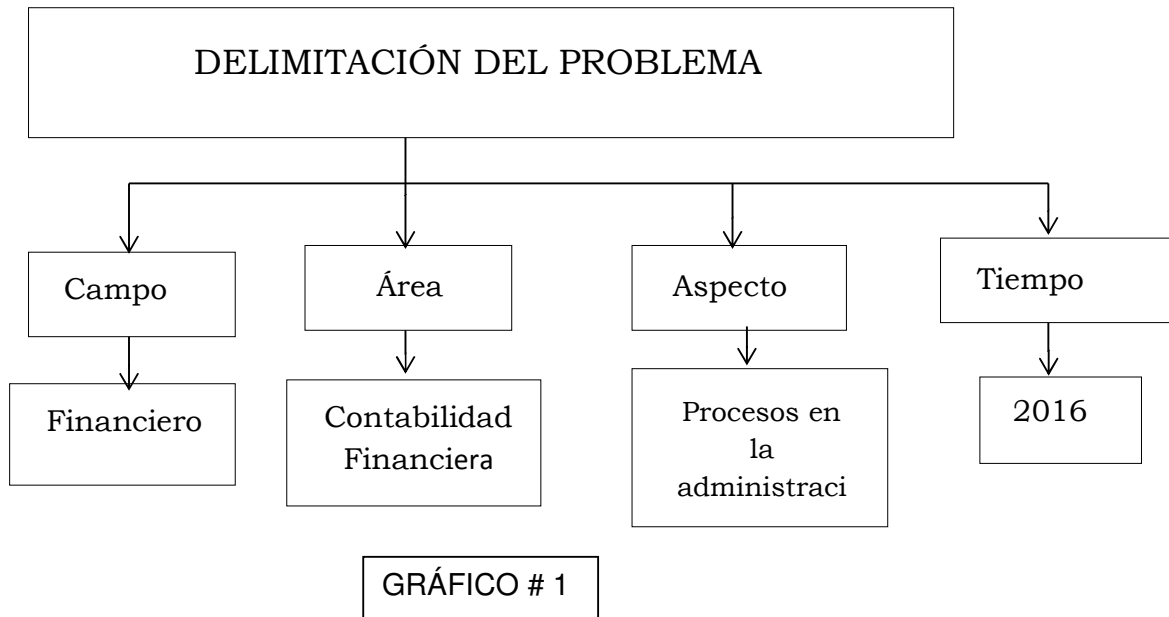 DELIMITACIÓN DEL PROBLEMA
Campo
Área
Aspecto
Tiempo
Financiero
Contabilidad
Financiera
Procesos en
la
administraci
2016
GRÁFICO # 1